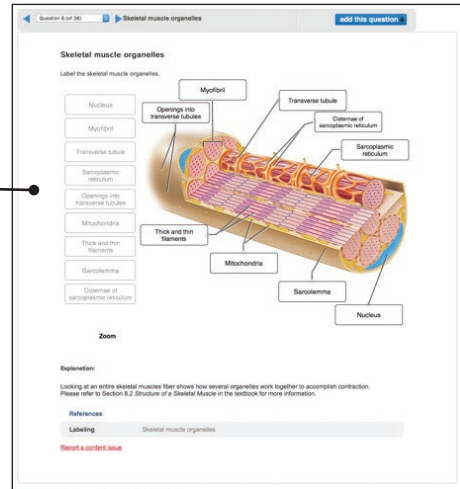 Question 6 (of 38)
Skeletal muscle organelles
add this question
Skeletal muscle organelles
Label the skeletal muscle organelles.
Nucleus
Myofibril
Transverse tubule
Sarcoplasmic
reticulum
Openings into
transverse tubules
Mitochondria
Thick and thin
filaments
Sarcolemma
Cisternae of
sarcoplasmic reticulum
Myofibril
Openings into
transverse tubules
Transverse tubule
Cisternae of
sarcoplasmic reticulum
Sarcoplasmic
reticulum
Thick and thin
filaments
Mitochondria
Sarcolemma
Nucleus
Zoom
Explanation:
Looking at an entire skeletal muscles fiber shows how several organelles work together to accomplish contraction.
Please refer to Section 8.2 Structure of a Skeletal Muscle in the textbook for more information.
References
Labeling Skeletal muscle organelles
Report a content issue